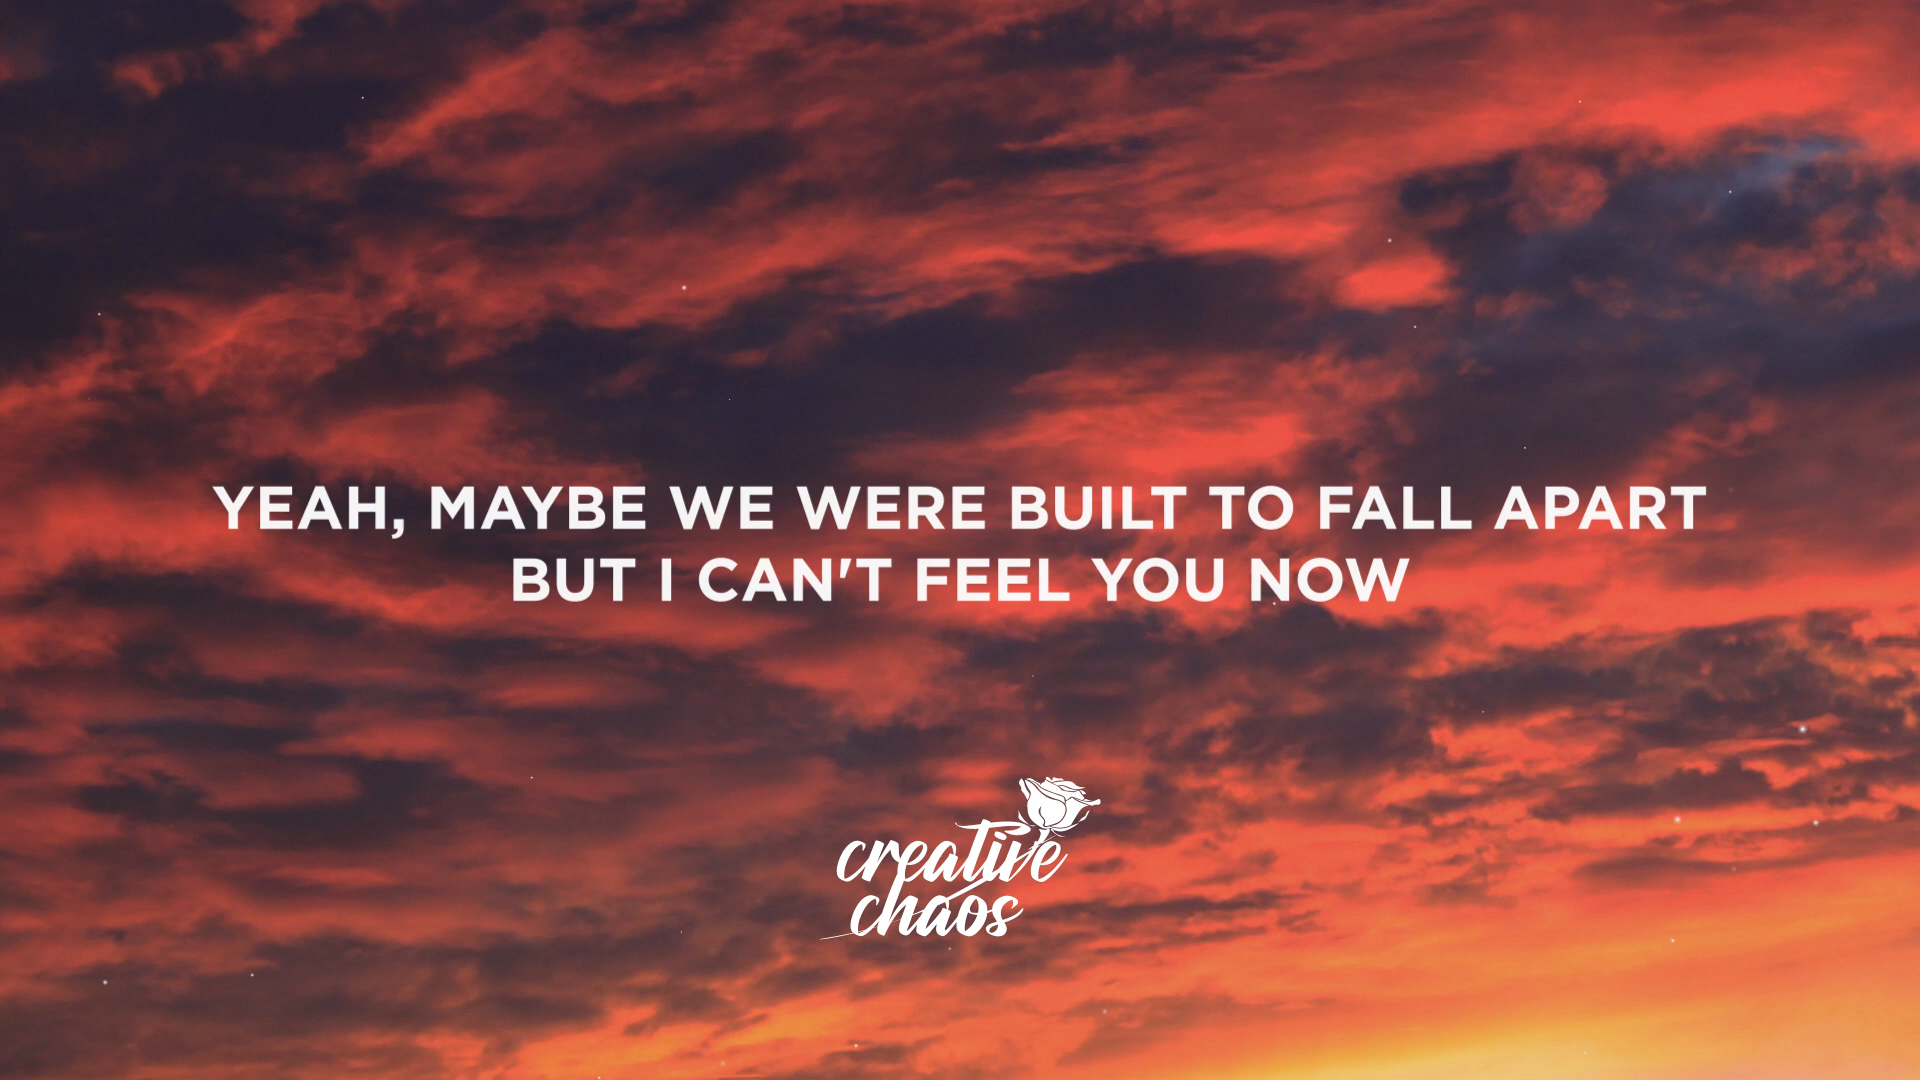 YEAH, MAYBE WE WERE BUILT TO FALL APART
BUT I CAN'T FEEL YOU NOW
creative
chaos